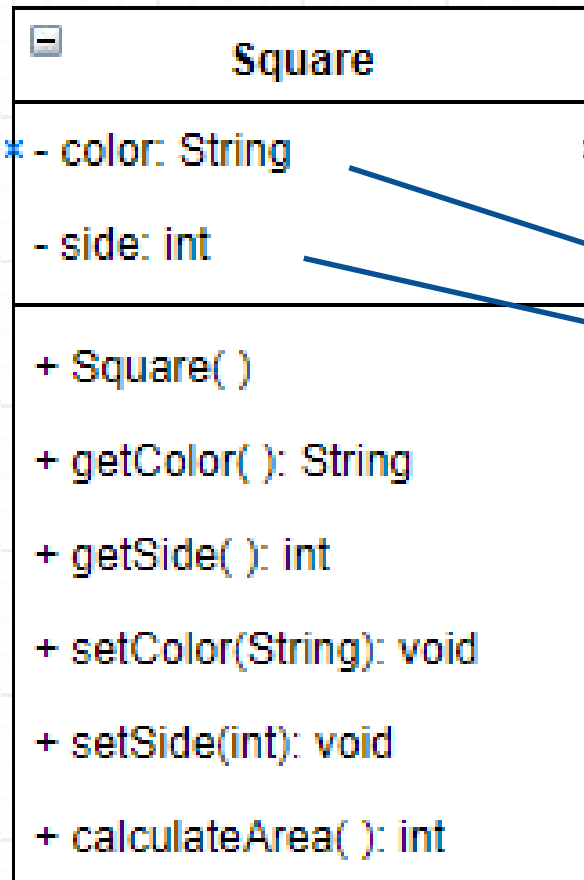 Square
- color: String
- side: int
+ Square( )
+ getColor( ): String
+ getSide( ): int
+ setColor(String): void
+ setSide(int): void
+ calculateArea( ): int